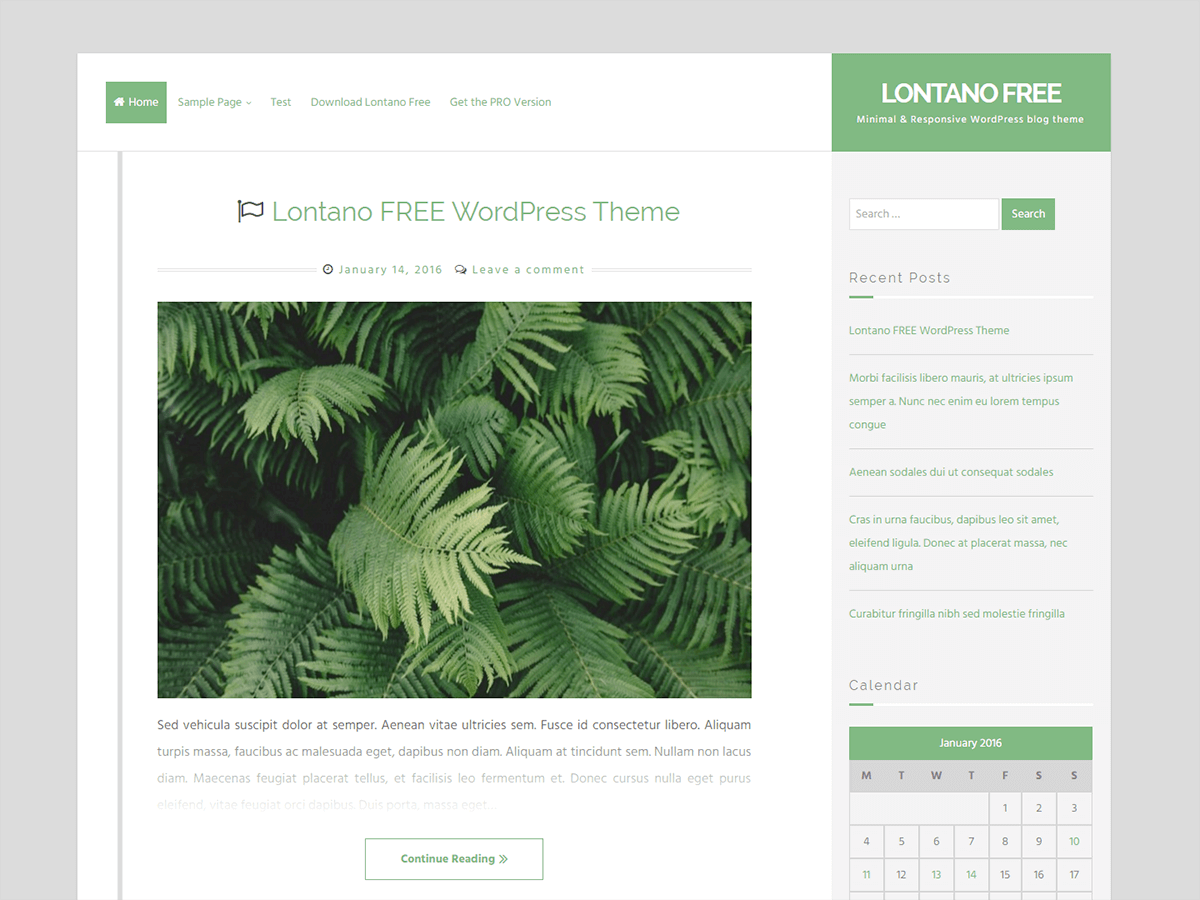 Home
Sample Page
Test
Download Lontano Free
Get the PRO Version
LONTANO FREE
Minimal & Responsive WordPress blog theme
Lontano FREE WordPress Theme
January 14, 2016
Leave a comment
Sed vehicula suscipit dolor at semper. Aenean vitae ultricies sem. Fusce id consectetur libero. Aliquam
turpis massa, faucibus ac malesuada eget, dapibus non diam. Aliquam at tincidunt sem. Nullam non lacus
diam. Maecenas feugiat placerat tellus, et facilisis leo fermentum et. Donec cursus nulla eget purus
eleifend, vitae feugiat orci dapibus. Duis porta, massa eget...
Continue Reading
Search ...
Search
Recent Posts
Lontano FREE WordPress Theme
Morbi facilisis libero mauris, at ultricies ipsum
semper a. Nunc nec enim eu lorem tempus
congue
Aenean sodales dui ut consequat sodales
Cras in urna faucibus, dapibus leo sit amet,
eleifend ligula. Donec at placerat massa, nec
aliquam urna
Curabitur fringilla nibh sed molestie fringilla
Calendar
January 2016
M T W T F S S
1 2 3
4 5 6 7 8 9 10
11 12 13 14 15 16 17